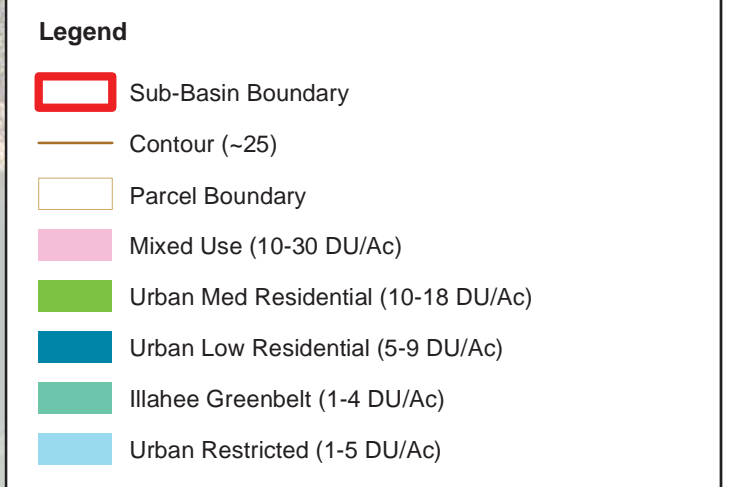 Legend
Sub-Basin Boundary
Contour (~25)
Parcel Boundary
Mixed Use (10-30 DU/Ac)
Urban Med Residential (10-18 DU/Ac)
Urban Low Residential (5-9 DU/Ac)
Illahee Greenbelt (1-4 DU/Ac)
Urban Restricted (1-5 DU/Ac)